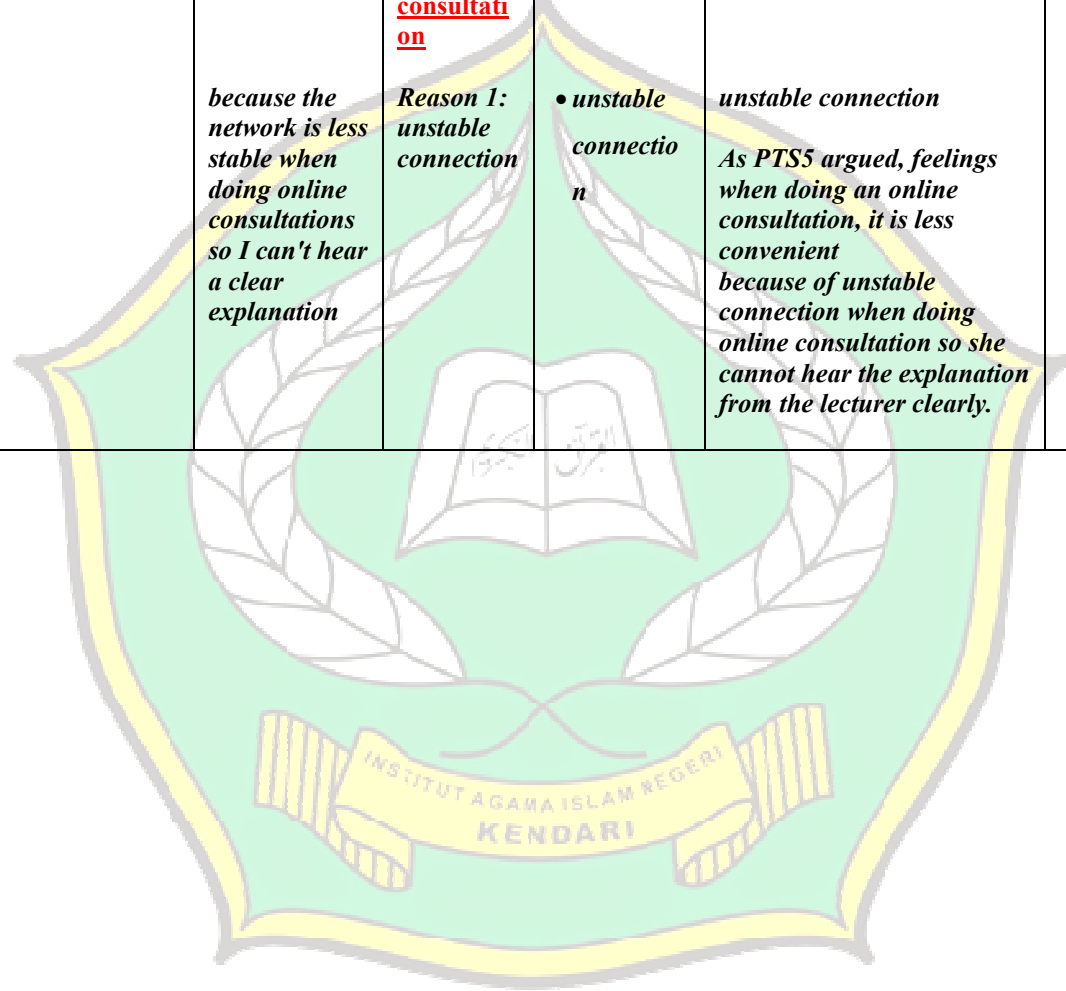 consultati
on
because the
network is less
stable when
doing online
consultations
so I can't hear
a clear
explanation
Reason 1:
unstable
connection
• unstable
connectio
n
unstable connection
As PTS5 argued, feelings
when doing an online
consultation, it is less
convenient
because of unstable
connection when doing
online consultation so she
cannot hear the explanation
from the lecturer clearly.
القرآن الكريم
INSTITUT AGAMA ISLAM NEGERI
KENDARI